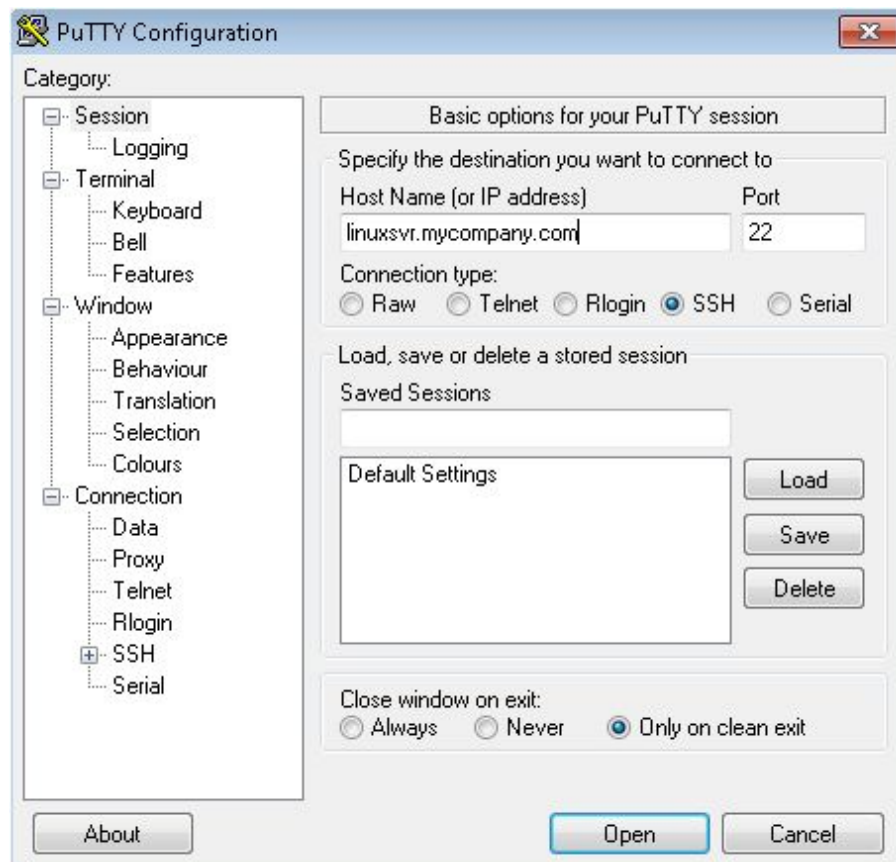 PuTTY Configuration
Category:
Session
Logging
Terminal
Keyboard
Bell
Features
Window
Appearance
Behaviour
Translation
Selection
Colours
Connection
Data
Proxy
Telnet
Rlogin
SSH
Serial
Basic options for your PuTTY session
Specify the destination you want to connect to
Host Name (or IP address) Port
linuxsvr.mycompany.com 22
Connection type:
Raw Telnet Rlogin SSH Serial
Load, save or delete a stored session
Saved Sessions
Default Settings
Load
Save
Delete
Close window on exit:
Always Never Only on clean exit
About Open Cancel